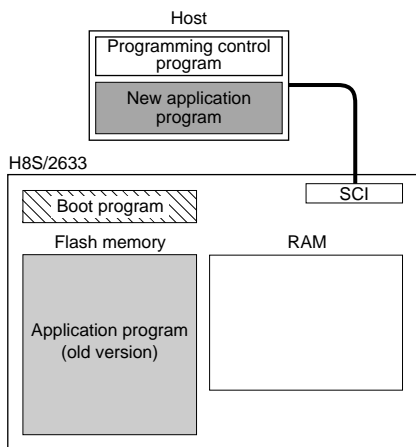 Host
Programming control
program
New application
program
H8S/2633
SCI
Boot program
Flash memory
RAM
Application program
(old version)